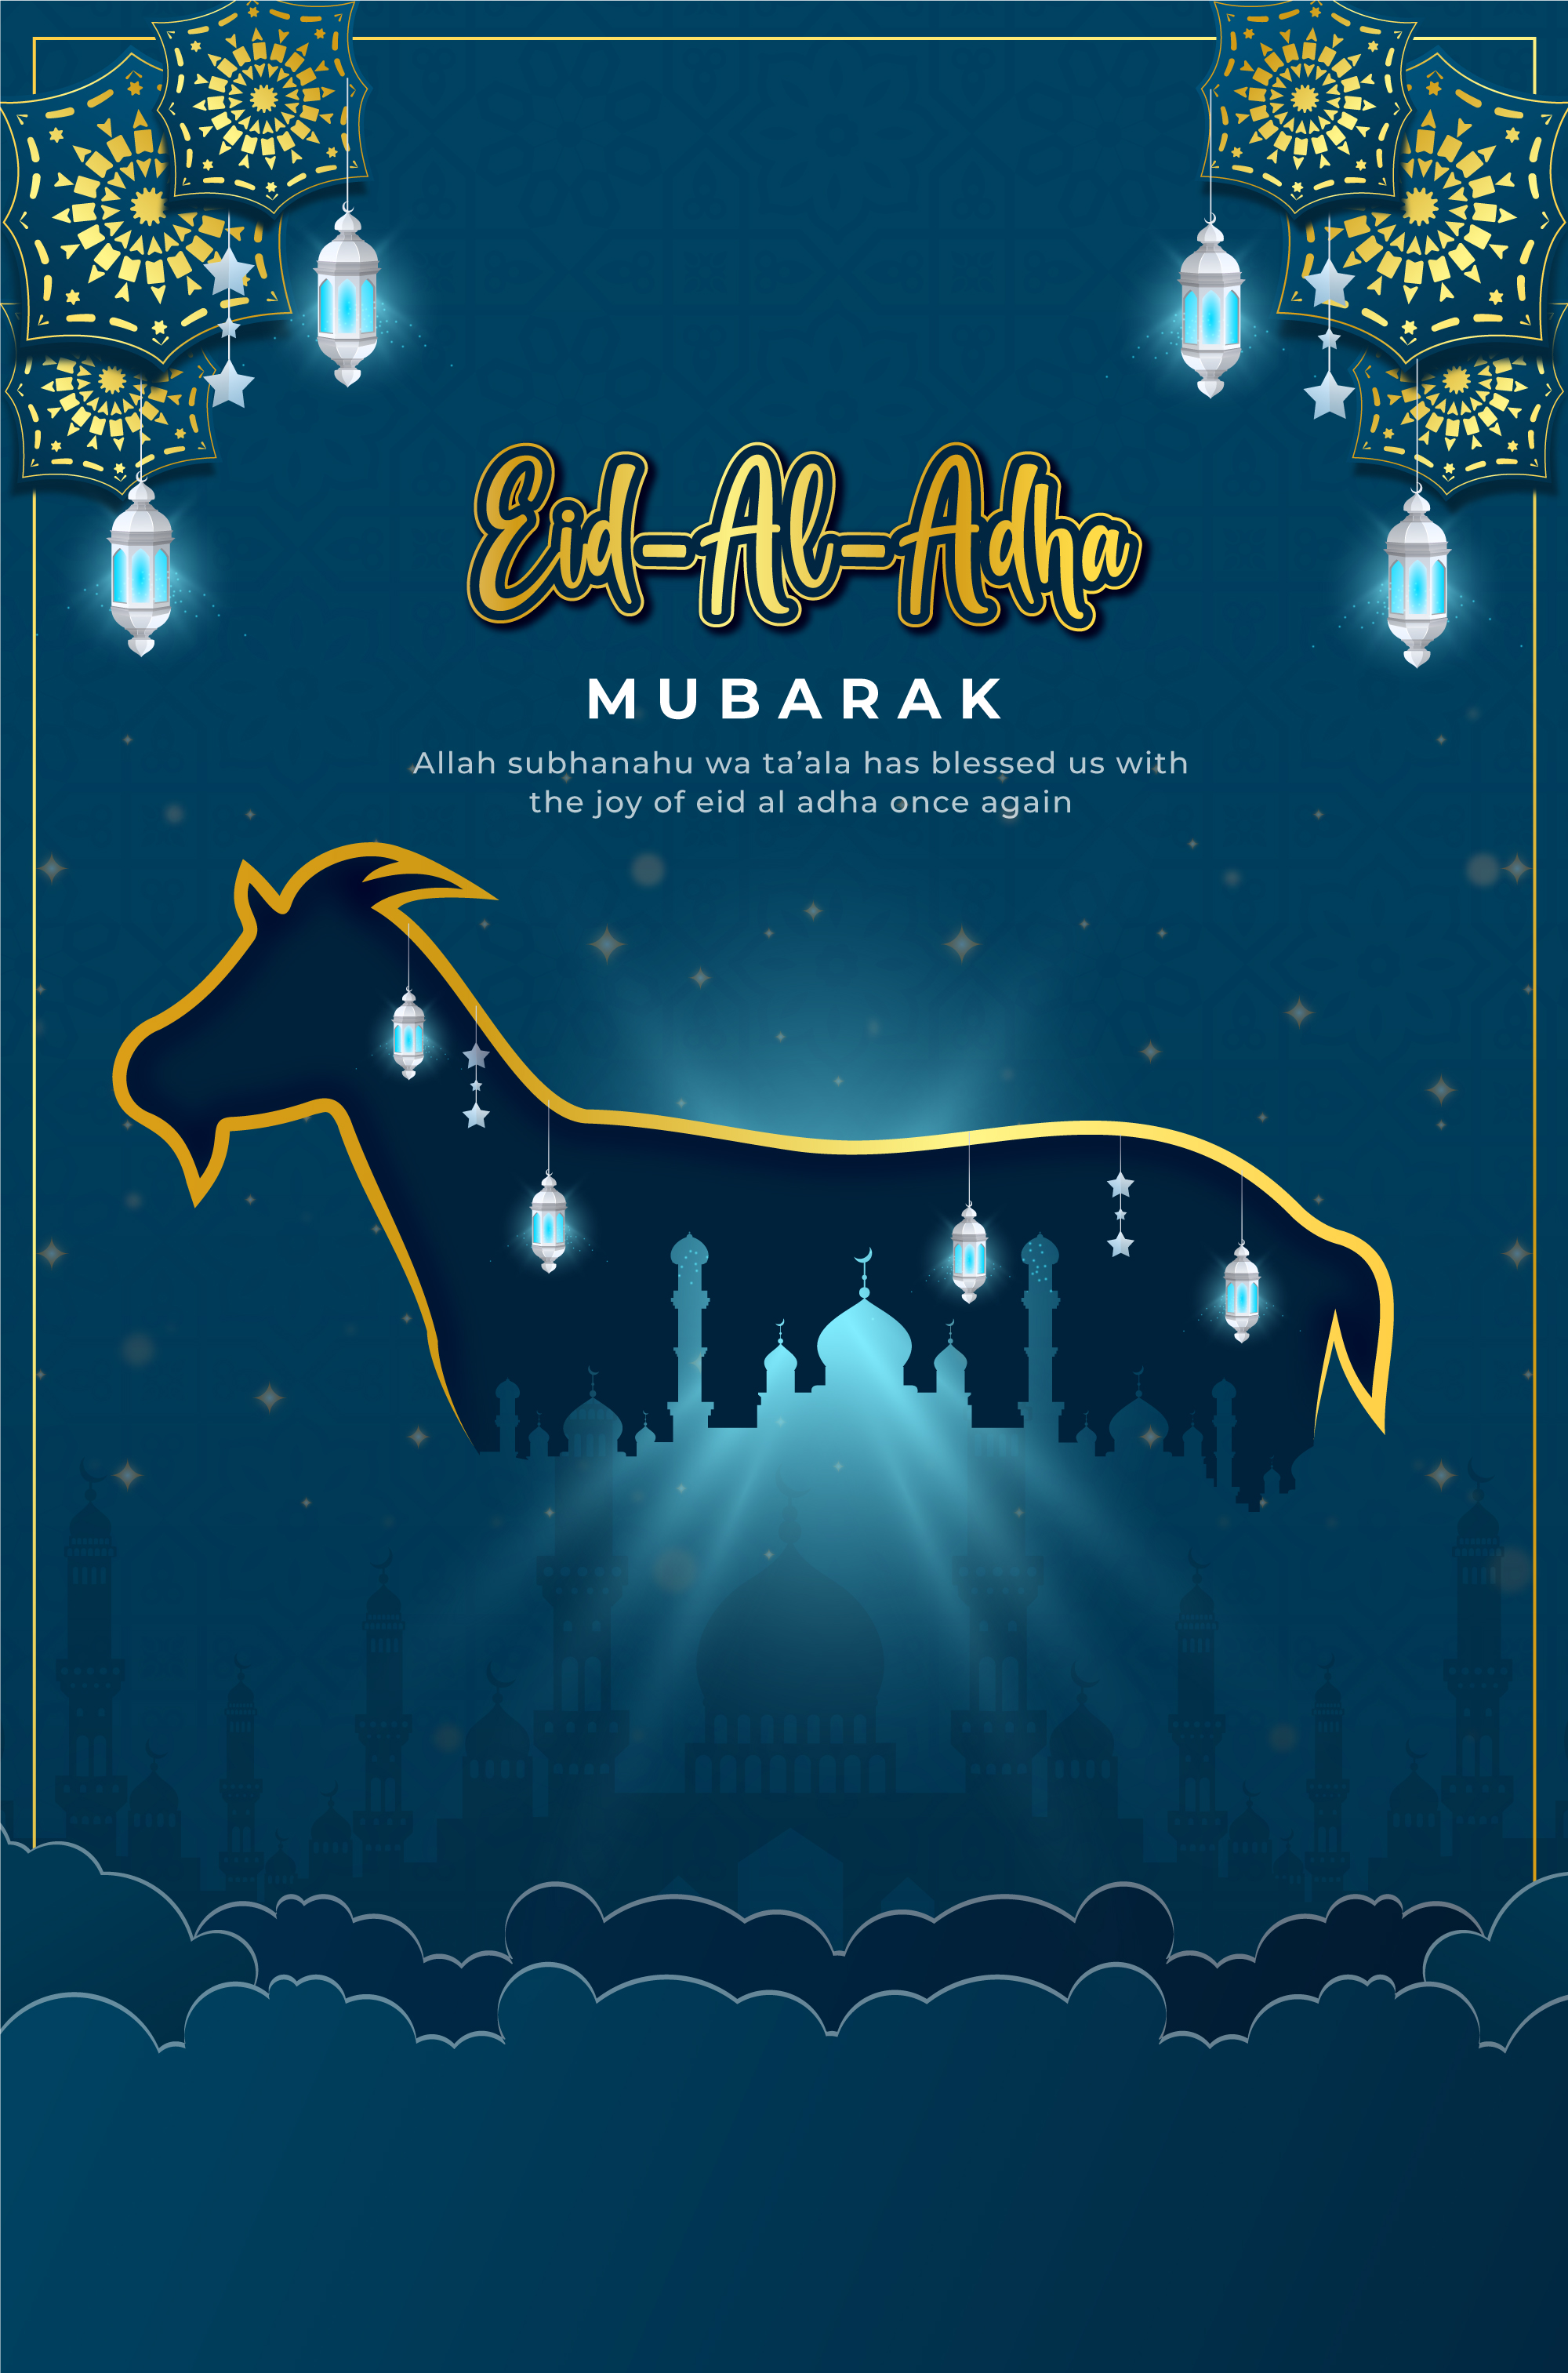 Eid-Al-Adha
MUBARAK
Allah subhanahu wa ta’ala has blessed us with
the joy of eid al adha once again